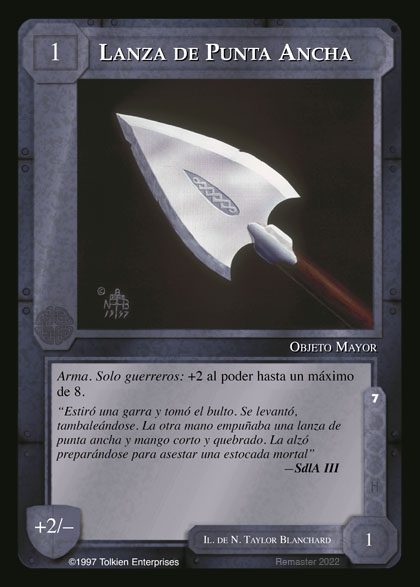 1
LANZA DE PUNTA ANCHA
© N B
1997
OBJETO MAYOR
Arma. Solo guerreros: +2 al poder hasta un máximo
de 8.
7
“Estiró una garra y tomó el bulto. Se levantó,
tambaleándose. La otra mano empuñaba una lanza de
punta ancha y mango corto y quebrado. La alzó
preparándose para asestar una estocada mortal”
—SdlA III
H
+2/–
IL. DE N. TAYLOR BLANCHARD
1
©1997 Tolkien Enterprises
Remaster 2022